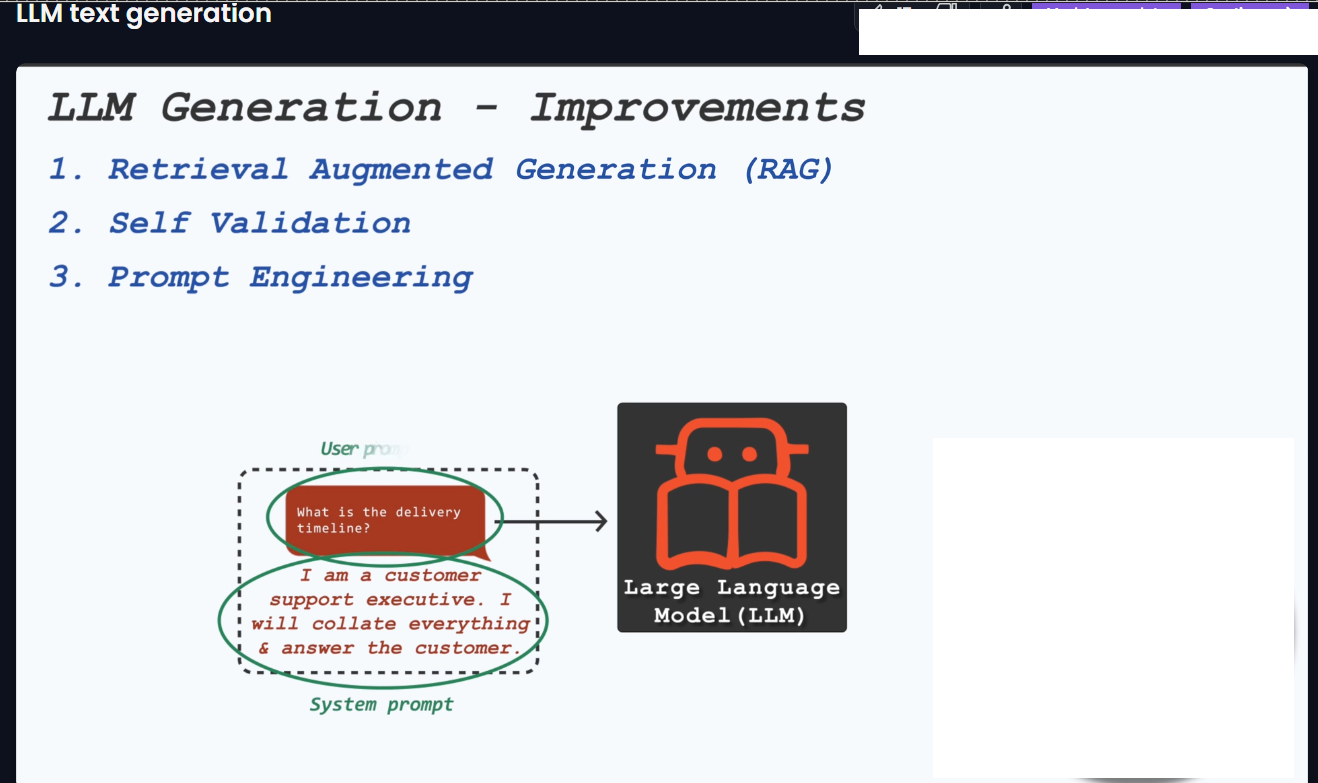 LLM text generation
LLM Generation - Improvements
1. Retrieval Augmented Generation (RAG)
2. Self Validation
3. Prompt Engineering
User
What is the delivery
timeline?
I am a customer
support executive. I
will collate everything
& answer the customer.
System prompt
Large Language
Model(LLM)